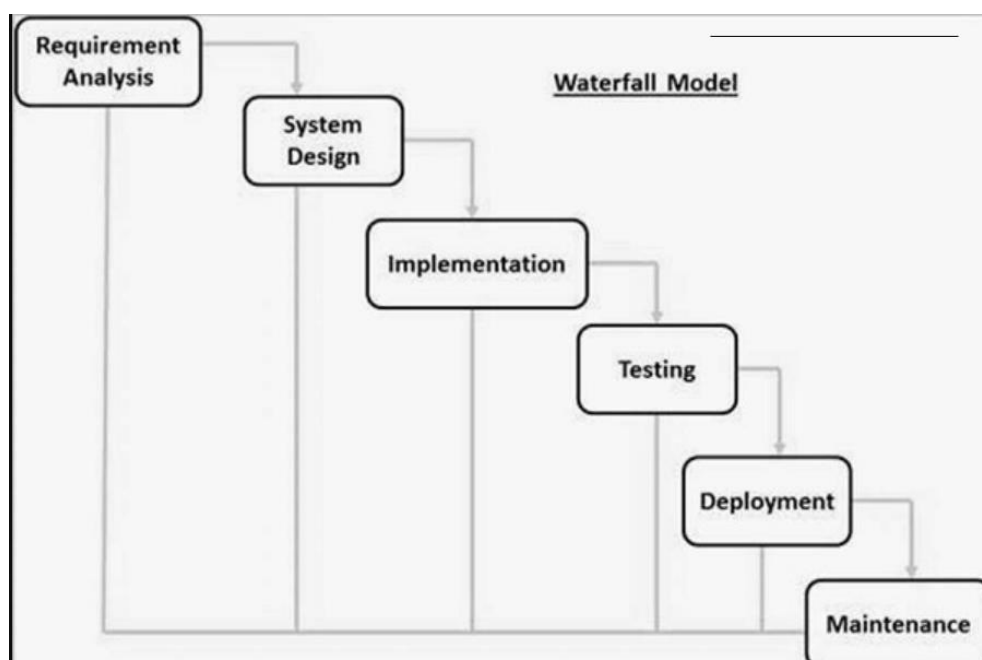 Requirement
Analysis
Waterfall Model
System
Design
Implementation
Testing
Deployment
Maintenance